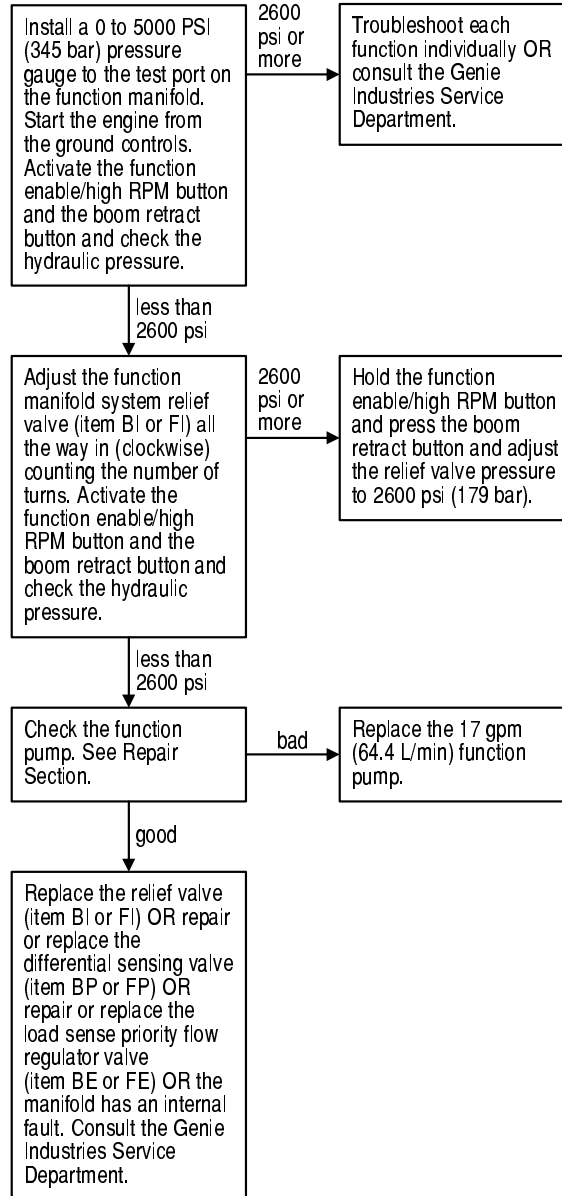 Install a 0 to 5000 PSI
(345 bar) pressure
gauge to the test port on
the function manifold.
Start the engine from
the ground controls.
Activate the function
enable/high RPM button
and the boom retract
button and check the
hydraulic pressure.
2600
psi or
more
Troubleshoot each
function individually OR
consult the Genie
Industries Service
Department.
less than
2600 psi
Adjust the function
manifold system relief
valve (item BI or FI) all
the way in (clockwise)
counting the number of
turns. Activate the
function enable/high
RPM button and the
boom retract button and
check the hydraulic
pressure.
2600
psi or
more
Hold the function
enable/high RPM button
and press the boom
retract button and adjust
the relief valve pressure
to 2600 psi (179 bar).
less than
2600 psi
Check the function
pump. See Repair
Section.
bad
Replace the 17 gpm
(64.4 L/min) function
pump.
good
Replace the relief valve
(item BI or FI) OR repair
or replace the
differential sensing valve
(item BP or FP) OR
repair or replace the
load sense priority flow
regulator valve
(item BE or FE) OR the
manifold has an internal
fault. Consult the Genie
Industries Service
Department.